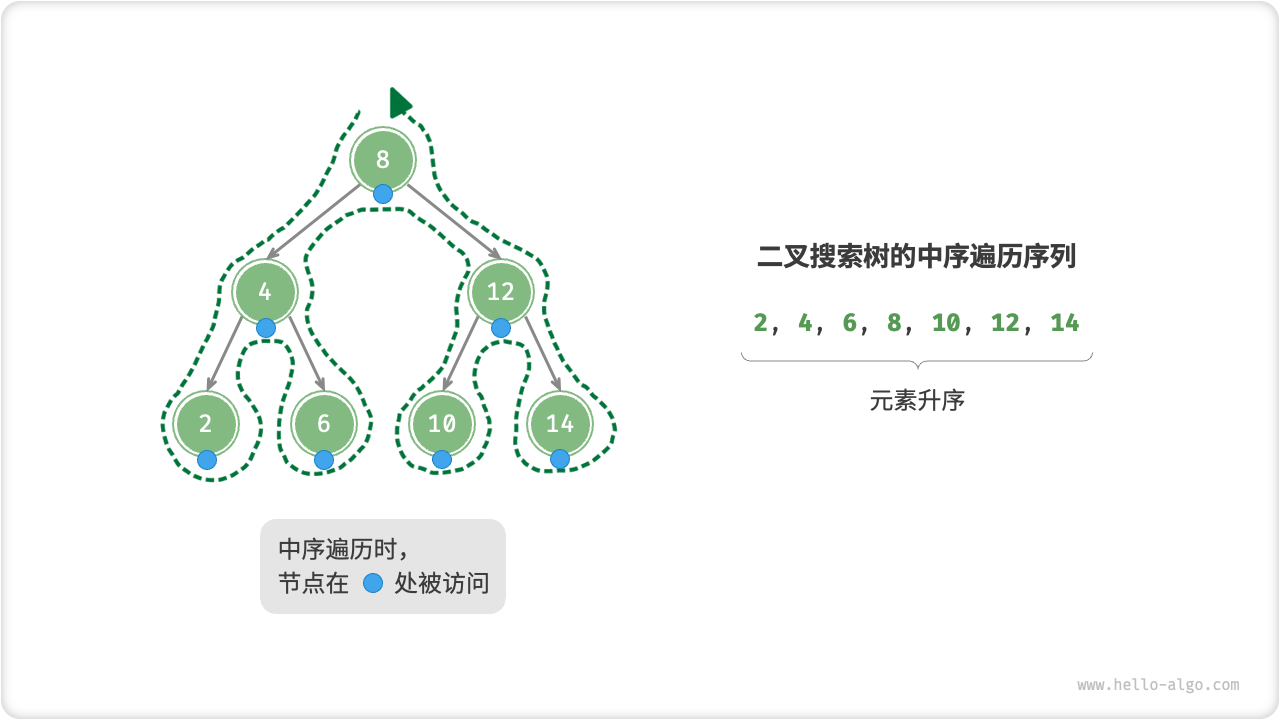 8
4
12
2
6
10
14
二叉搜索树的中序遍历序列
2, 4, 6, 8, 10, 12, 14
元素升序
中序遍历时，
节点在 处被访问
www.hello-algo.com